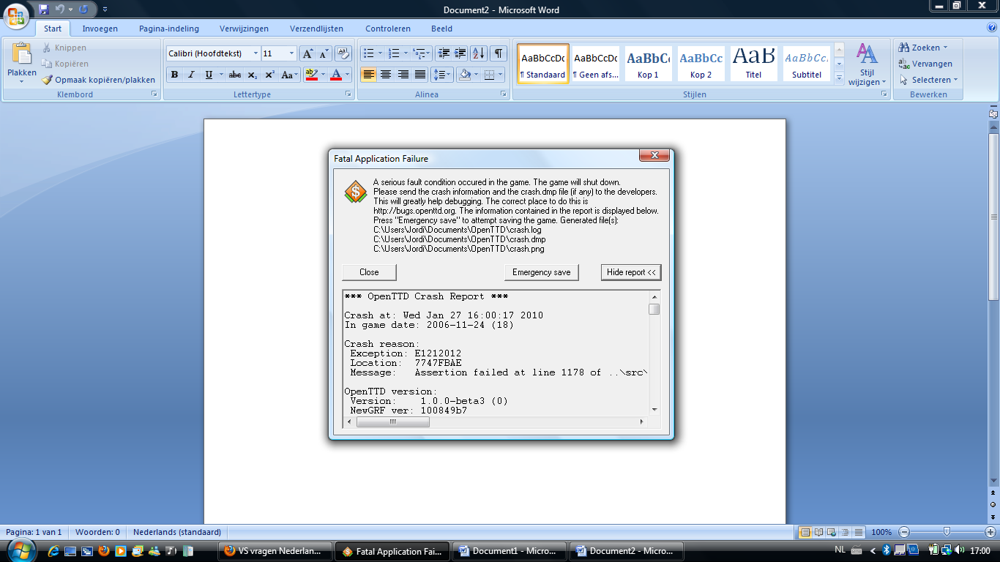 Document2 - Microsoft Word
Start Invoegen Pagina-indeling Verwijzingen Verzendlijsten Controleren Beeld
Plakken
Knippen
Kopiëren
Opmaak kopiëren/plakken
Klembord
Calibri (Hoofdtekst) 11
B I U abc x₂ x² Aa
Lettertype
Alinea
AaBbCcDc AaBbCcDc AaBbCc AaBbCc AaB AaBbCc.
¶ Standaard ¶ Geen afs... Kop 1 Kop 2 Titel Subtitel
Stijl wijzigen
Stijlen
Zoeken
Vervangen
Selecteren
Bewerken
Fatal Application Failure
A serious fault condition occured in the game. The game will shut down.
Please send the crash information and the crash.dmp file (if any) to the developers.
This will greatly help debugging. The correct place to do this is
http://bugs.openttd.org. The information contained in the report is displayed below.
Press "Emergency save" to attempt saving the game. Generated file(s):
C:\Users\Jordi\Documents\OpenTTD\crash.log
C:\Users\Jordi\Documents\OpenTTD\crash.dmp
C:\Users\Jordi\Documents\OpenTTD\crash.png
Close Emergency save Hide report <<
*** OpenTTD Crash Report ***
Crash at: Wed Jan 27 16:00:17 2010
In game date: 2006-11-24 (18)
Crash reason:
Exception: E1212012
Location: 7747FBAE
Message: Assertion failed at line 1178 of ..\src\
OpenTTD version:
Version: 1.0.0-beta3 (0)
NewGRF ver: 100849b7
Pagina: 1 van 1 Woorden: 0 Nederlands (standaard) 100%
VS vragen Nederlan... Fatal Application Fai... Document1 - Micro... Document2 - Micro... NL 17:00